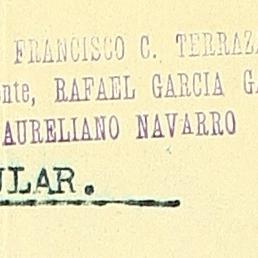 FRANCISCO C. TERRAZ
nte, RAFAEL GARCIA G
AURELIANO NAVARRO
ULAR.